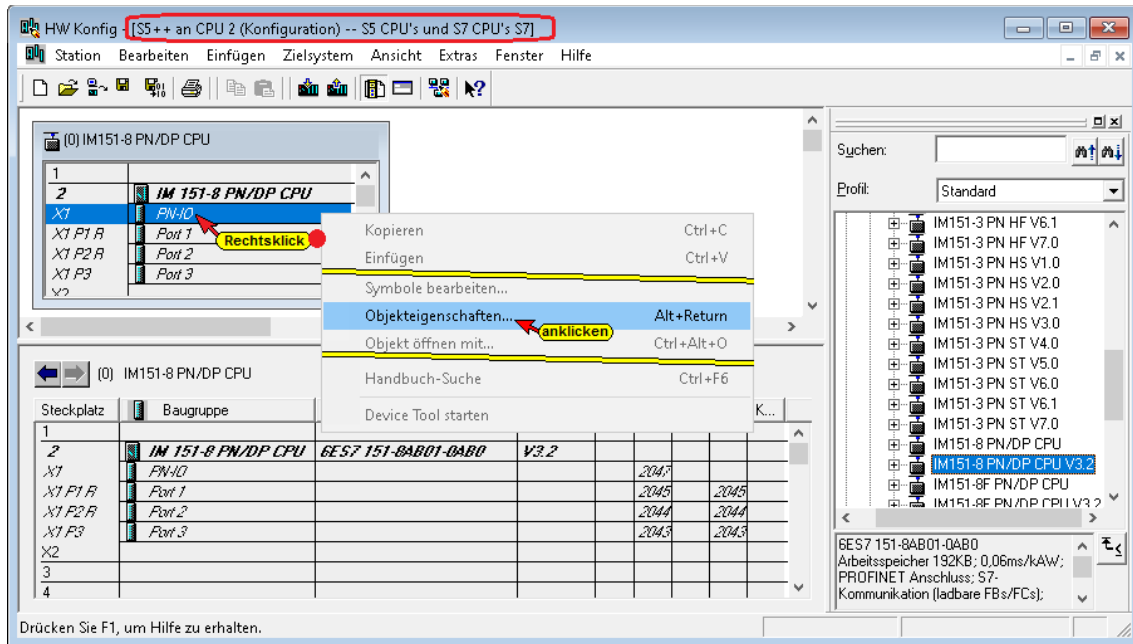 HW Konfig - [S5++ an CPU 2 (Konfiguration) -- S5 CPU's und S7 CPU's S7]
Station Bearbeiten Einfügen Zielsystem Ansicht Extras Fenster Hilfe
(0) IM151-8 PN/DP CPU
1
2 IM 151-8 PN/DP CPU
X1 PN-IO
X1 P1 R Port 1
X1 P2 R Port 2
X1 P3 Port 3
X2
Rechtsklick
Kopieren Ctrl+C
Einfügen Ctrl+V
Symbole bearbeiten...
Objekteigenschaften... Alt+Return
anklicken
Objekt öffnen mit... Ctrl+Alt+O
Handbuch-Suche Ctrl+F6
Device Tool starten
(0) IM151-8 PN/DP CPU
Steckplatz Baugruppe K...
1
2 IM 151-8 PN/DP CPU 6ES7 151-8AB01-0AB0 V3.2
X1 PN-IO 2047
X1 P1 R Port 1 2045 2045
X1 P2 R Port 2 2044 2044
X1 P3 Port 3 2043 2043
X2
3
4
Suchen:
Profil: Standard
IM151-3 PN HF V6.1
IM151-3 PN HF V7.0
IM151-3 PN HS V1.0
IM151-3 PN HS V2.0
IM151-3 PN HS V2.1
IM151-3 PN HS V3.0
IM151-3 PN ST V4.0
IM151-3 PN ST V5.0
IM151-3 PN ST V6.0
IM151-3 PN ST V6.1
IM151-3 PN ST V7.0
IM151-8 PN/DP CPU
IM151-8 PN/DP CPU V3.2
IM151-8F PN/DP CPU
IM151-8F PN/DP CPU V3.2
6ES7 151-8AB01-0AB0
Arbeitsspeicher 192KB; 0,06ms/kAW;
PROFINET Anschluss; S7-
Kommunikation (ladbare FBs/FCs);
Drücken Sie F1, um Hilfe zu erhalten.